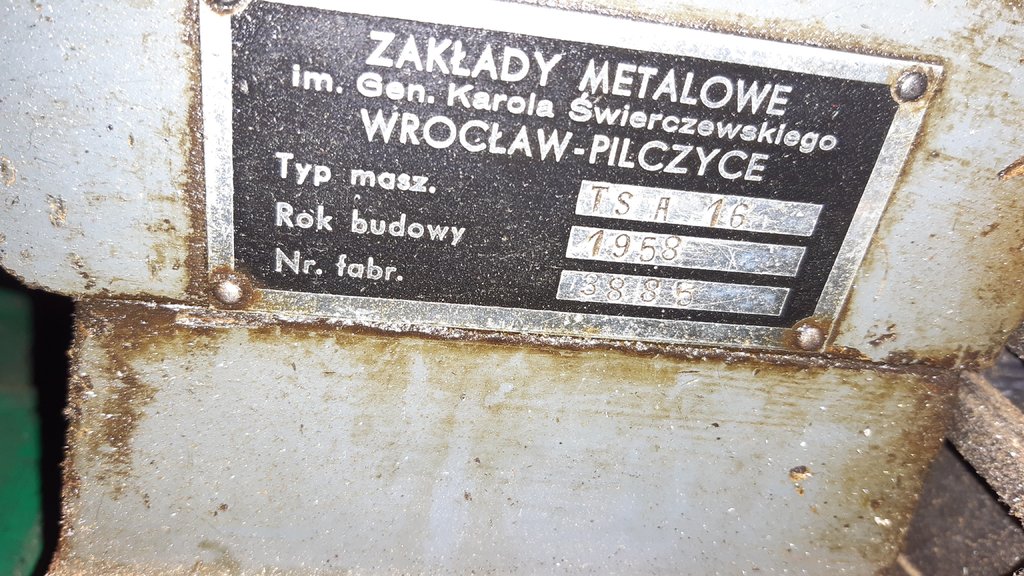 ZAKŁADY METALOWE
im. Gen. Karola Świerczewskiego
WROCŁAW-PILCZYCE
Typ masz. TSA 16
Rok budowy 1958
Nr. fabr. 3885